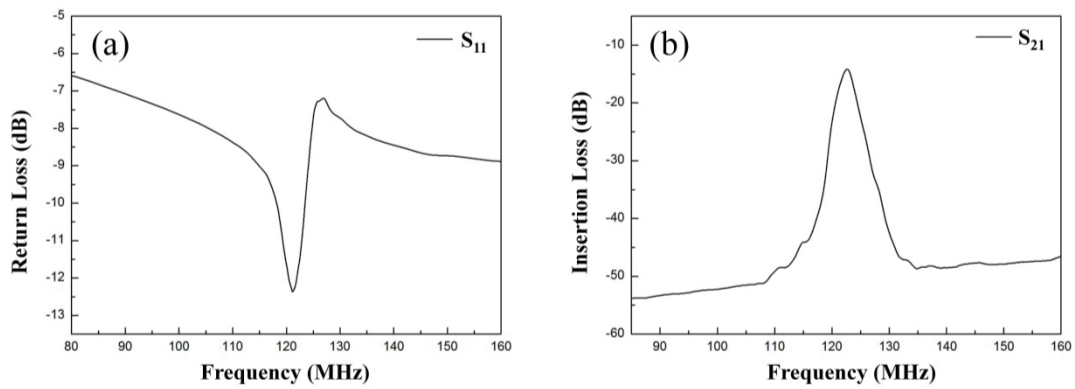 (a)
S11
-5
-6
-7
-8
-9
-10
-11
-12
-13
80 90 100 110 120 130 140 150 160
Return Loss (dB)
Frequency (MHz)
(b)
S21
-10
-20
-30
-40
-50
-60
90 100 110 120 130 140 150 160
Insertion Loss (dB)
Frequency (MHz)